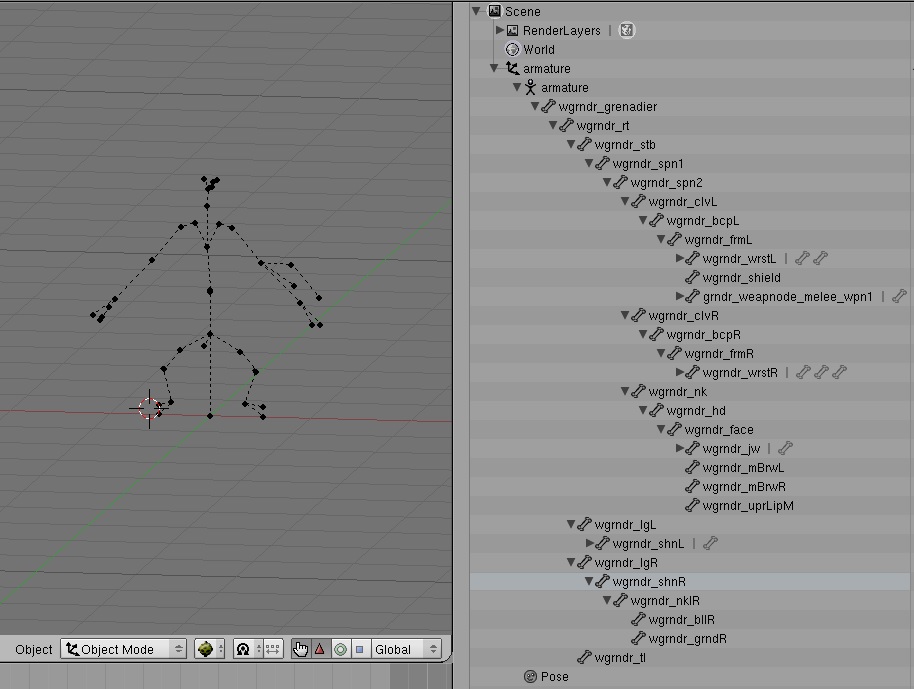 Scene
RenderLayers |
World
armature
armature
wgrndr_grenadier
wgrndr_rt
wgrndr_stb
wgrndr_spn1
wgrndr_spn2
wgrndr_clvL
wgrndr_bcpL
wgrndr_frmL
wgrndr_wrstL |
wgrndr_shield
grndr_weapnode_melee_wpn1 |
wgrndr_clvR
wgrndr_bcpR
wgrndr_frmR
wgrndr_wrstR |
wgrndr_nk
wgrndr_hd
wgrndr_face
wgrndr_jw |
wgrndr_mBrwL
wgrndr_mBrwR
wgrndr_uprLipM
wgrndr_lgL
wgrndr_shnL |
wgrndr_lgR
wgrndr_shnR
wgrndr_nklR
wgrndr_bllR
wgrndr_grndR
wgrndr_tl
Pose
Object Object Mode Global